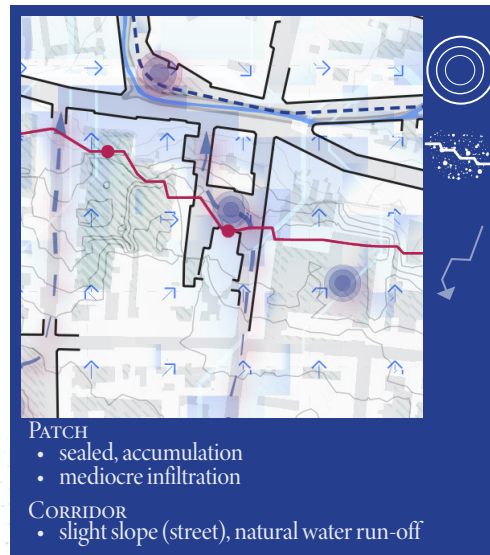 PATCH
• sealed, accumulation
• mediocre infiltration
CORRIDOR
• slight slope (street), natural water run-off